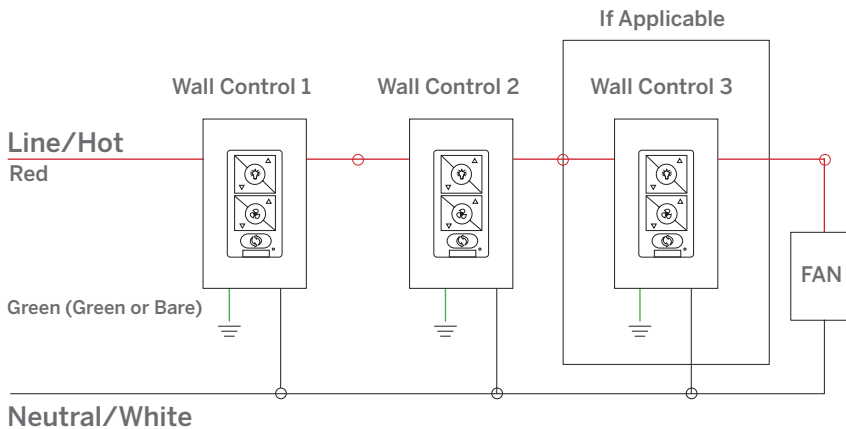 If Applicable
Wall Control 1
Wall Control 2
Wall Control 3
Line/Hot
Red
FAN
Green (Green or Bare)
Neutral/White